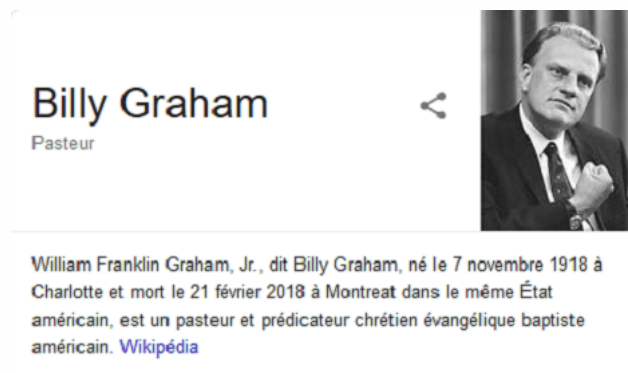 Billy Graham
Pasteur
William Franklin Graham, Jr., dit Billy Graham, né le 7 novembre 1918 à
Charlotte et mort le 21 février 2018 à Montreat dans le même État
américain, est un pasteur et prédicateur chrétien évangélique baptiste
américain. Wikipédia